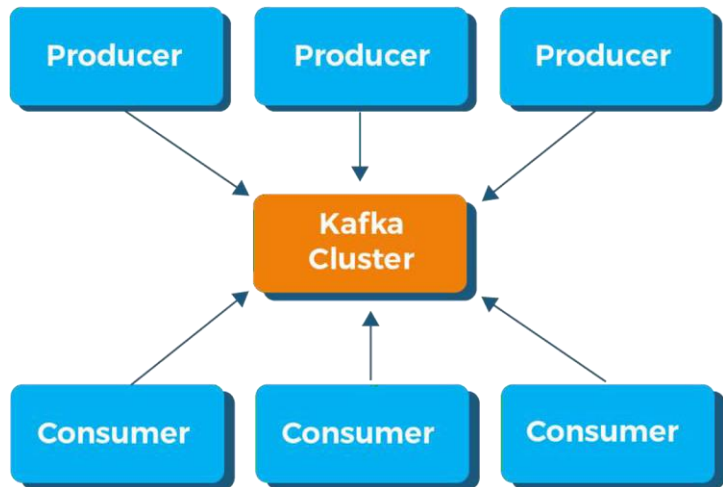 Producer
Producer
Producer
Kafka
Cluster
Consumer
Consumer
Consumer